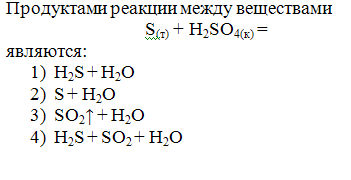 Продуктами реакции между веществами
S(т) + H₂SO₄(к) =
являются:
1) H₂S + H₂O
2) S + H₂O
3) SO₂↑ + H₂O
4) H₂S + SO₂ + H₂O